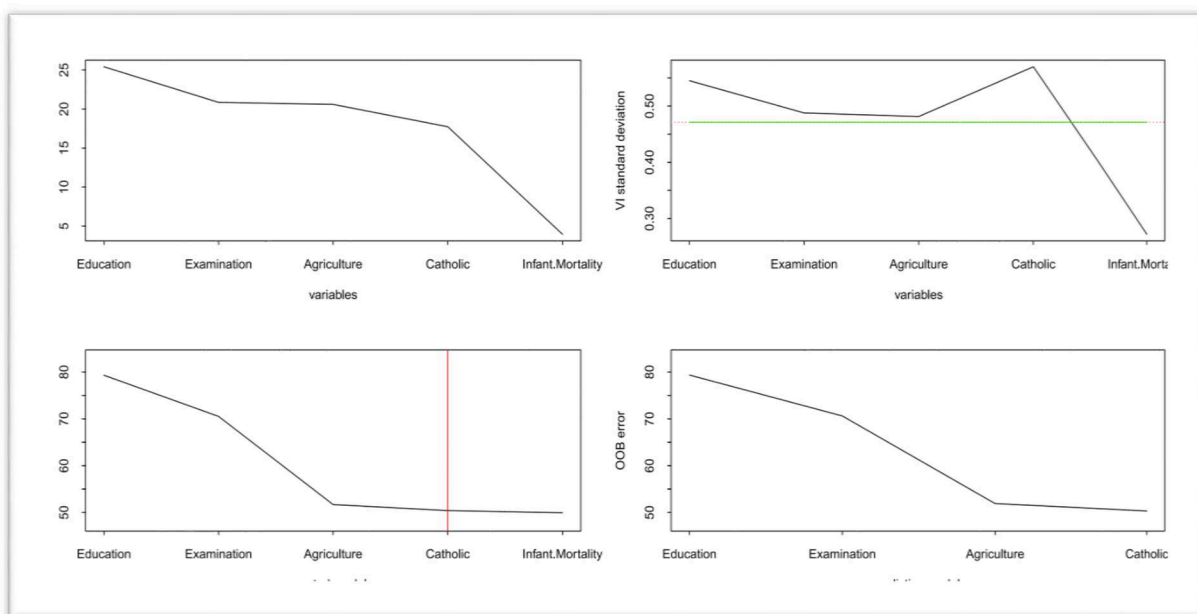 25
20
15
10
5
Education Examination Agriculture Catholic Infant.Mortality
variables
VI standard deviation
0.50
0.40
0.30
Education Examination Agriculture Catholic Infant.Morta
variables
80
70
60
50
Education Examination Agriculture Catholic Infant.Mortality
OOB error
80
70
60
50
Education Examination Agriculture Catholic